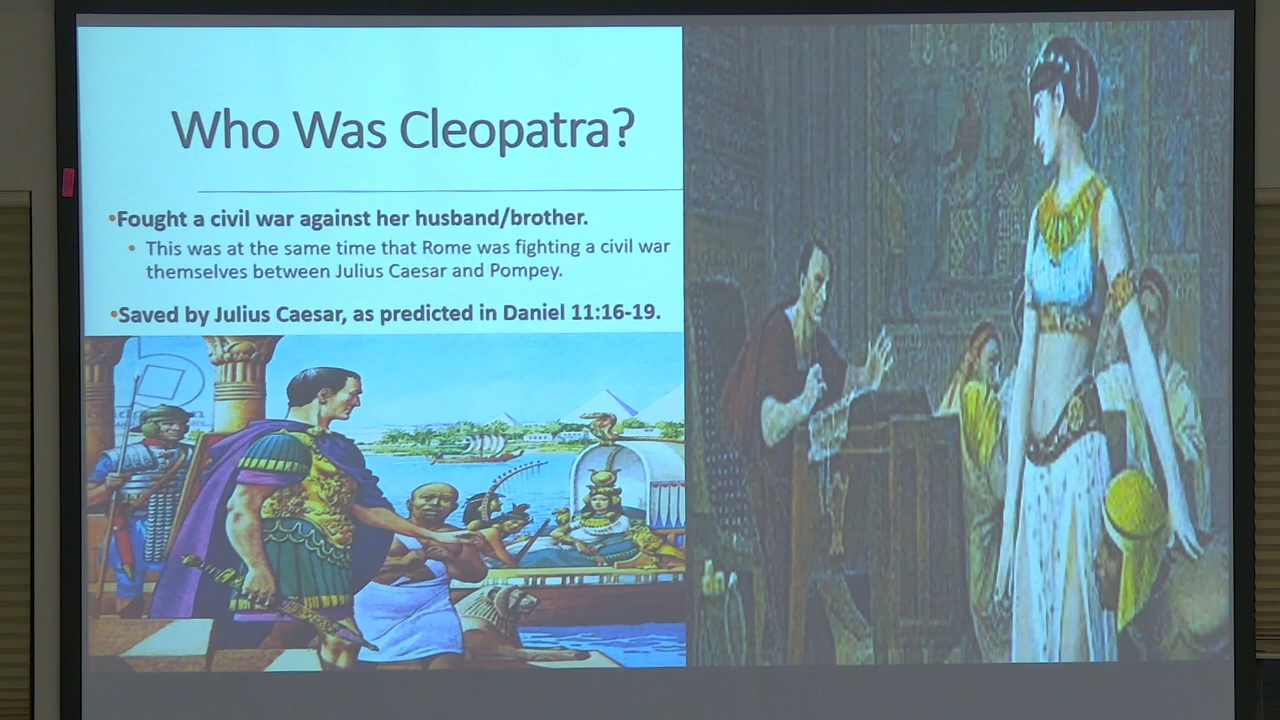 Who Was Cleopatra?
•Fought a civil war against her husband/brother.
• This was at the same time that Rome was fighting a civil war
themselves between Julius Caesar and Pompey.
•Saved by Julius Caesar, as predicted in Daniel 11:16-19.